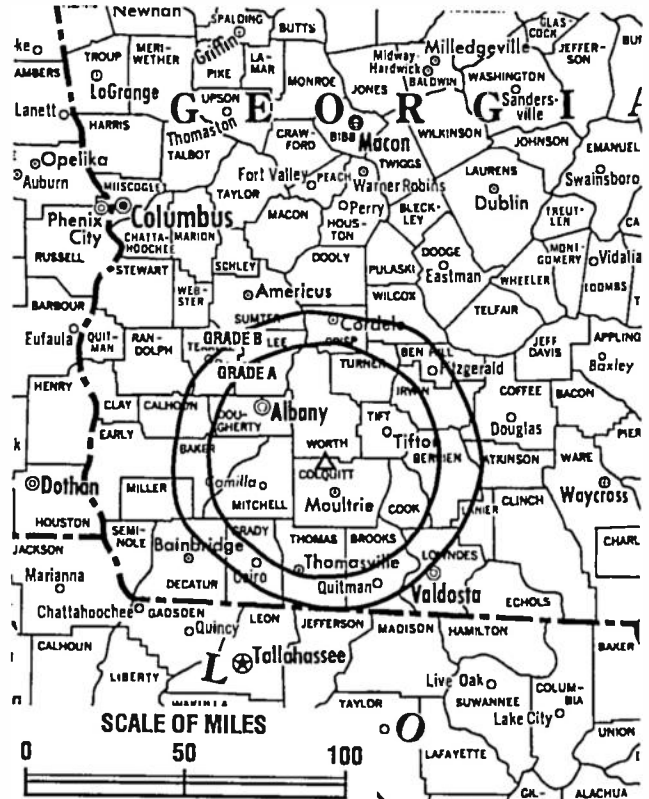 Newnan
SPALDING
Griffin
BUTTS
GLAS-
COCK
JEFFER-
SON
TROUP
MERI-
WETHER
PIKE
LA-
MAR
MONROE
JONES
Midway-
Hardwick
Milledgeville
BALDWIN
WASHINGTON
Sanders-
ville
AMBERS
LaGrange
Lanett
UPSON
Thomaston
GEORGI
HARRIS
TALBOT
CRAW-
FORD
BIBB
Macon
WILKINSON
JOHNSON
EMANUEL
Opelika
Auburn
MUSCOGEE
TAYLOR
Fort Valley
PEACH
TWIGGS
Warner Robins
LAURENS
Dublin
Swainsboro
Phenix
City
Columbus
CHATTA-
HOOCHEE
MARION
MACON
Perry
HOUS-
TON
BLECK-
LEY
TREUT-
LEN
RUSSELL
STEWART
SCHLEY
DOOLY
PULASKI
DODGE
Eastman
WHEELER
MONT-
GOMERY
Vidalia
TOOMBS
BARBOUR
WEB-
STER
Americus
SUMTER
WILCOX
TELFAIR
Eufaula
QUIT-
MAN
RAN-
DOLPH
GRADE B
LEE
Cordele
CRISP
BEN HILL
Fitzgerald
JEFF
DAVIS
APPLING
Baxley
HENRY
CLAY
CALHOUN
GRADE A
DOU-
GHERTY
Albany
TURNER
IRWIN
COFFEE
BACON
EARLY
BAKER
WORTH
TIFT
Tifton
Douglas
PIER
BERRIEN
ATKINSON
WARE
Dothan
MILLER
Camilla
MITCHELL
COLQUITT
Moultrie
COOK
LANIER
CLINCH
Waycross
HOUSTON
SEMI-
NOLE
GRADY
THOMAS
BROOKS
LOWNDES
CHARL
JACKSON
Bainbridge
DECATUR
Cairo
Thomasville
Quitman
Valdosta
Marianna
ECHOLS
Chattahoochee
GADSDEN
Quincy
LEON
JEFFERSON
MADISON
HAMILTON
BAKER
CALHOUN
LIBERTY
L
Tallahassee
Live Oak
SUWANNEE
COLUM-
BIA
Lake City
WAKULLA
TAYLOR
O
LAFAYETTE
UNION
GIL-
ALACHUA
SCALE OF MILES
0 50 100